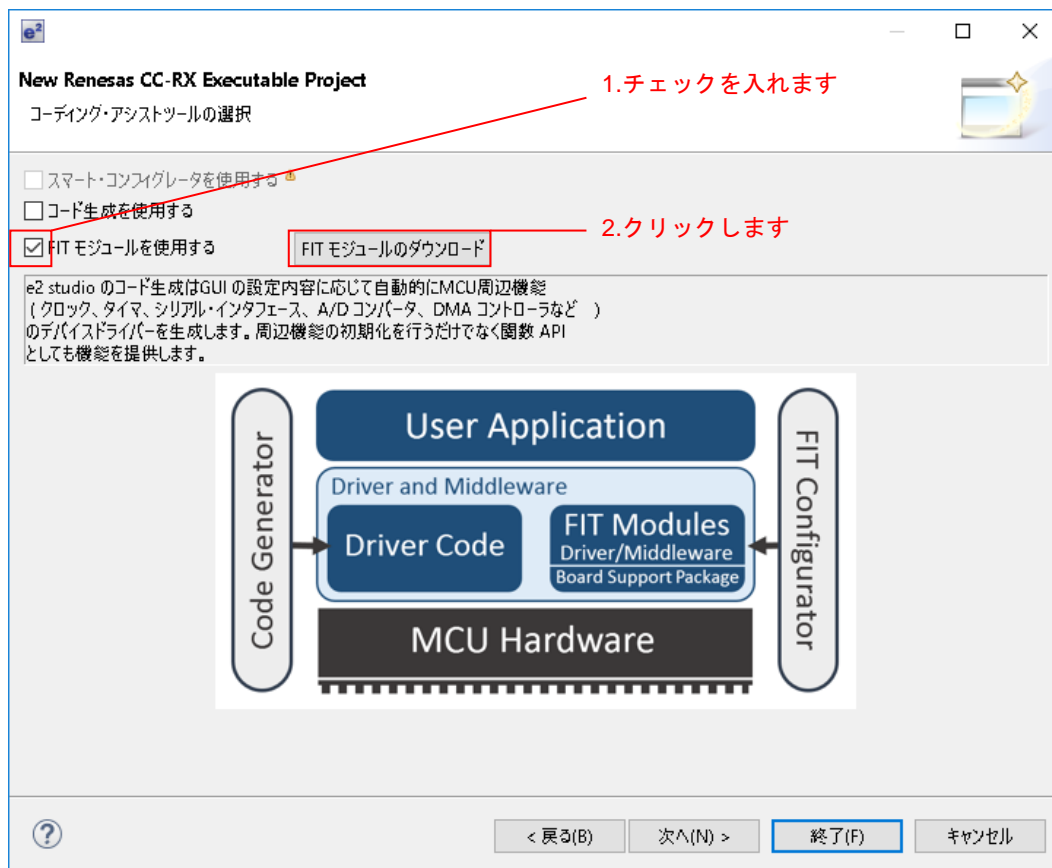 e²
New Renesas CC-RX Executable Project
コーディング・アシストツールの選択
1.チェックを入れます
スマート・コンフィグレータを使用する
コード生成を使用する
FIT モジュールを使用する
FIT モジュールのダウンロード
2.クリックします
e2 studio のコード生成はGUI の設定内容に応じて自動的にMCU周辺機能
( クロック、タイマ、シリアル・インタフェース、A/D コンバータ、DMA コントローラなど )
のデバイスドライバーを生成します。周辺機能の初期化を行うだけでなく関数 API
としても機能を提供します。
Code Generator
User Application
Driver and Middleware
Driver Code
FIT Modules
Driver/Middleware
Board Support Package
MCU Hardware
FIT Configurator
?
< 戻る(B)
次へ(N) >
終了(F)
キャンセル